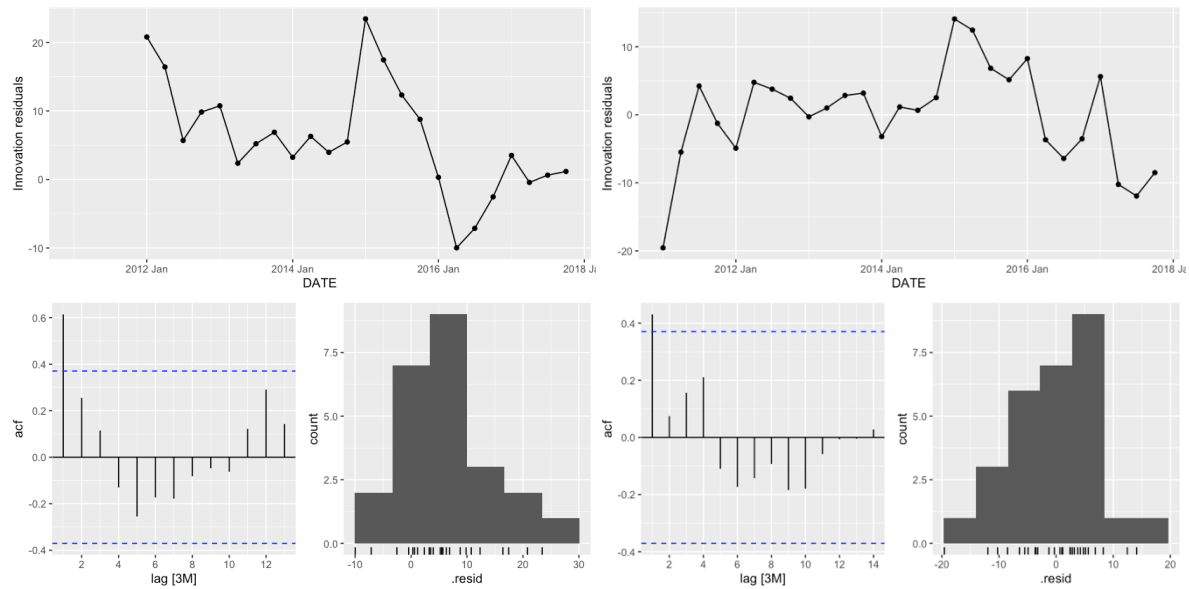 Innovation residuals
20
10
0
-10
2012 Jan
2014 Jan
2016 Jan
2018 Ja
DATE
Innovation residuals
10
0
-10
-20
2012 Jan
2014 Jan
2016 Jan
2018 Ja
DATE
acf
0.6
0.4
0.2
0.0
-0.2
-0.4
2
4
6
8
10
12
lag [3M]
count
7.5
5.0
2.5
0.0
-10
0
10
20
30
.resid
acf
0.4
0.2
0.0
-0.2
-0.4
2
4
6
8
10
12
14
lag [3M]
count
7.5
5.0
2.5
0.0
-20
-10
0
10
20
.resid